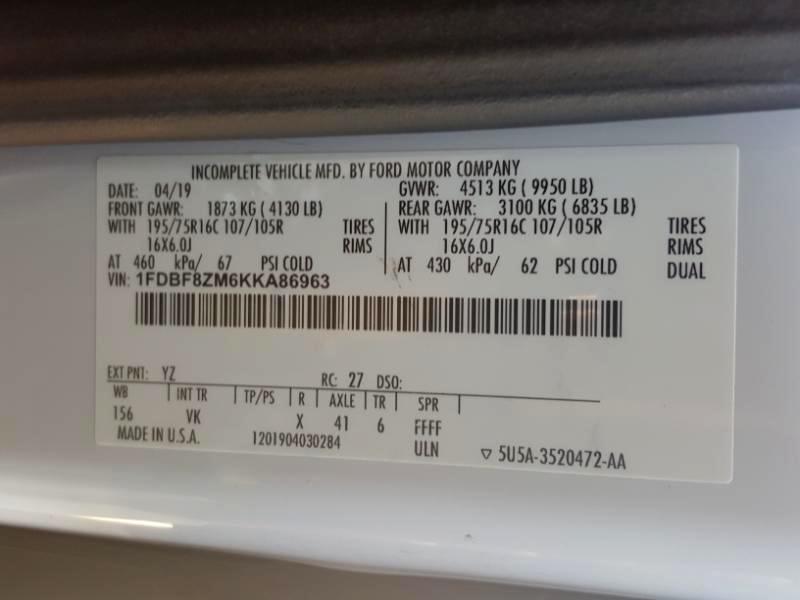 INCOMPLETE VEHICLE MFD. BY FORD MOTOR COMPANY
DATE: 04/19 GVWR: 4513 KG ( 9950 LB)
FRONT GAWR: 1873 KG ( 4130 LB) REAR GAWR: 3100 KG ( 6835 LB)
WITH 195/75R16C 107/105R TIRES WITH 195/75R16C 107/105R TIRES
16X6.0J RIMS 16X6.0J RIMS
AT 460 kPa/ 67 PSI COLD AT 430 kPa/ 62 PSI COLD DUAL
VIN: 1FDBF8ZM6KKA86963
EXT PNT: YZ RC: 27 DSO:
WB INT TR TP/PS R AXLE TR SPR
156 VK X 41 6 FFFF
MADE IN U.S.A. 1201904030284 ULN ▽ 5U5A-3520472-AA